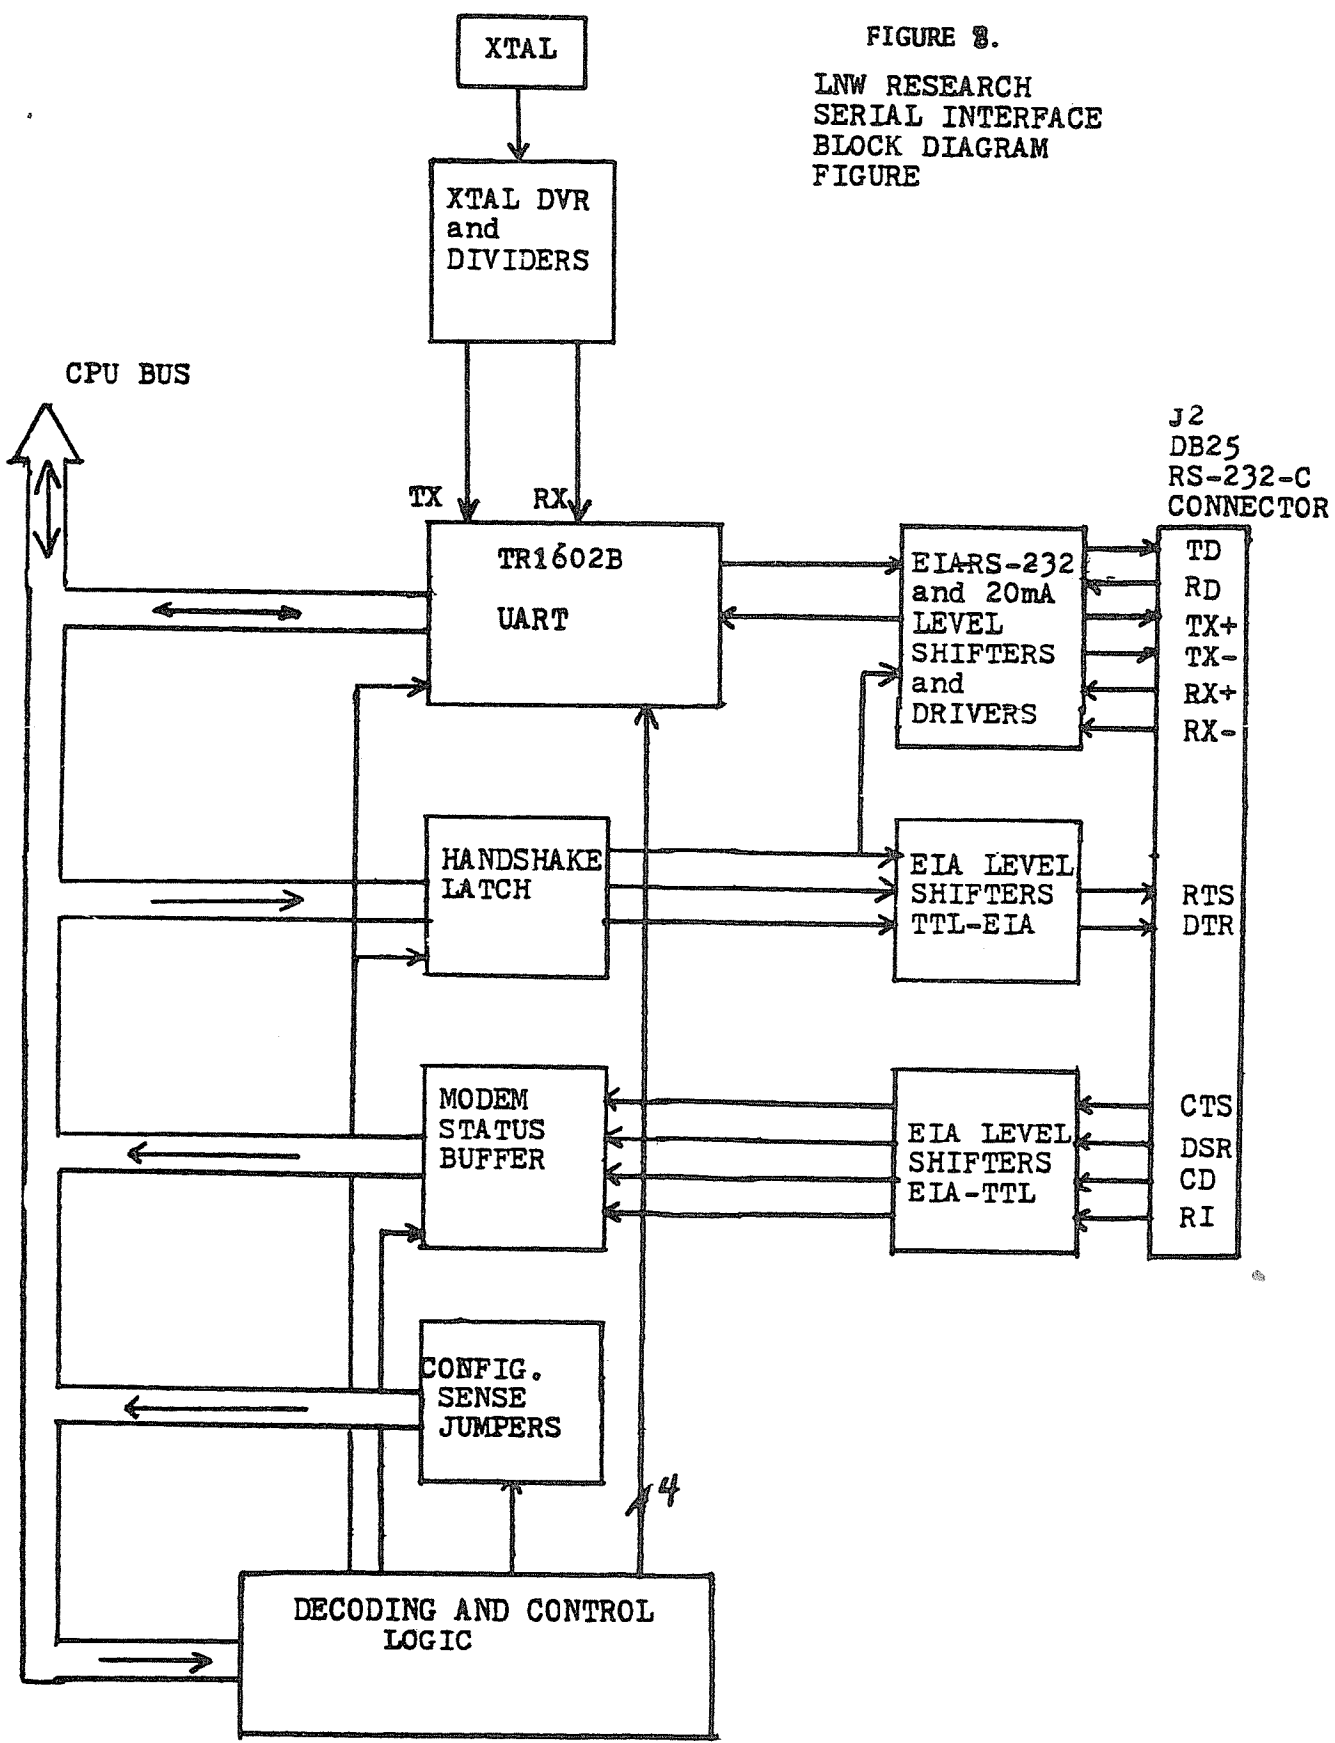 XTAL
FIGURE 8.
LNW RESEARCH
SERIAL INTERFACE
BLOCK DIAGRAM
FIGURE
XTAL DVR
and
DIVIDERS
CPU BUS
J2
DB25
RS-232-C
CONNECTOR
TX
RX
TR1602B
UART
EIARS-232
and 20mA
LEVEL
SHIFTERS
and
DRIVERS
TD
RD
TX+
TX-
RX+
RX-
HANDSHAKE
LATCH
EIA LEVEL
SHIFTERS
TTL-EIA
RTS
DTR
MODEM
STATUS
BUFFER
EIA LEVEL
SHIFTERS
EIA-TTL
CTS
DSR
CD
RI
CONFIG.
SENSE
JUMPERS
4
DECODING AND CONTROL
LOGIC